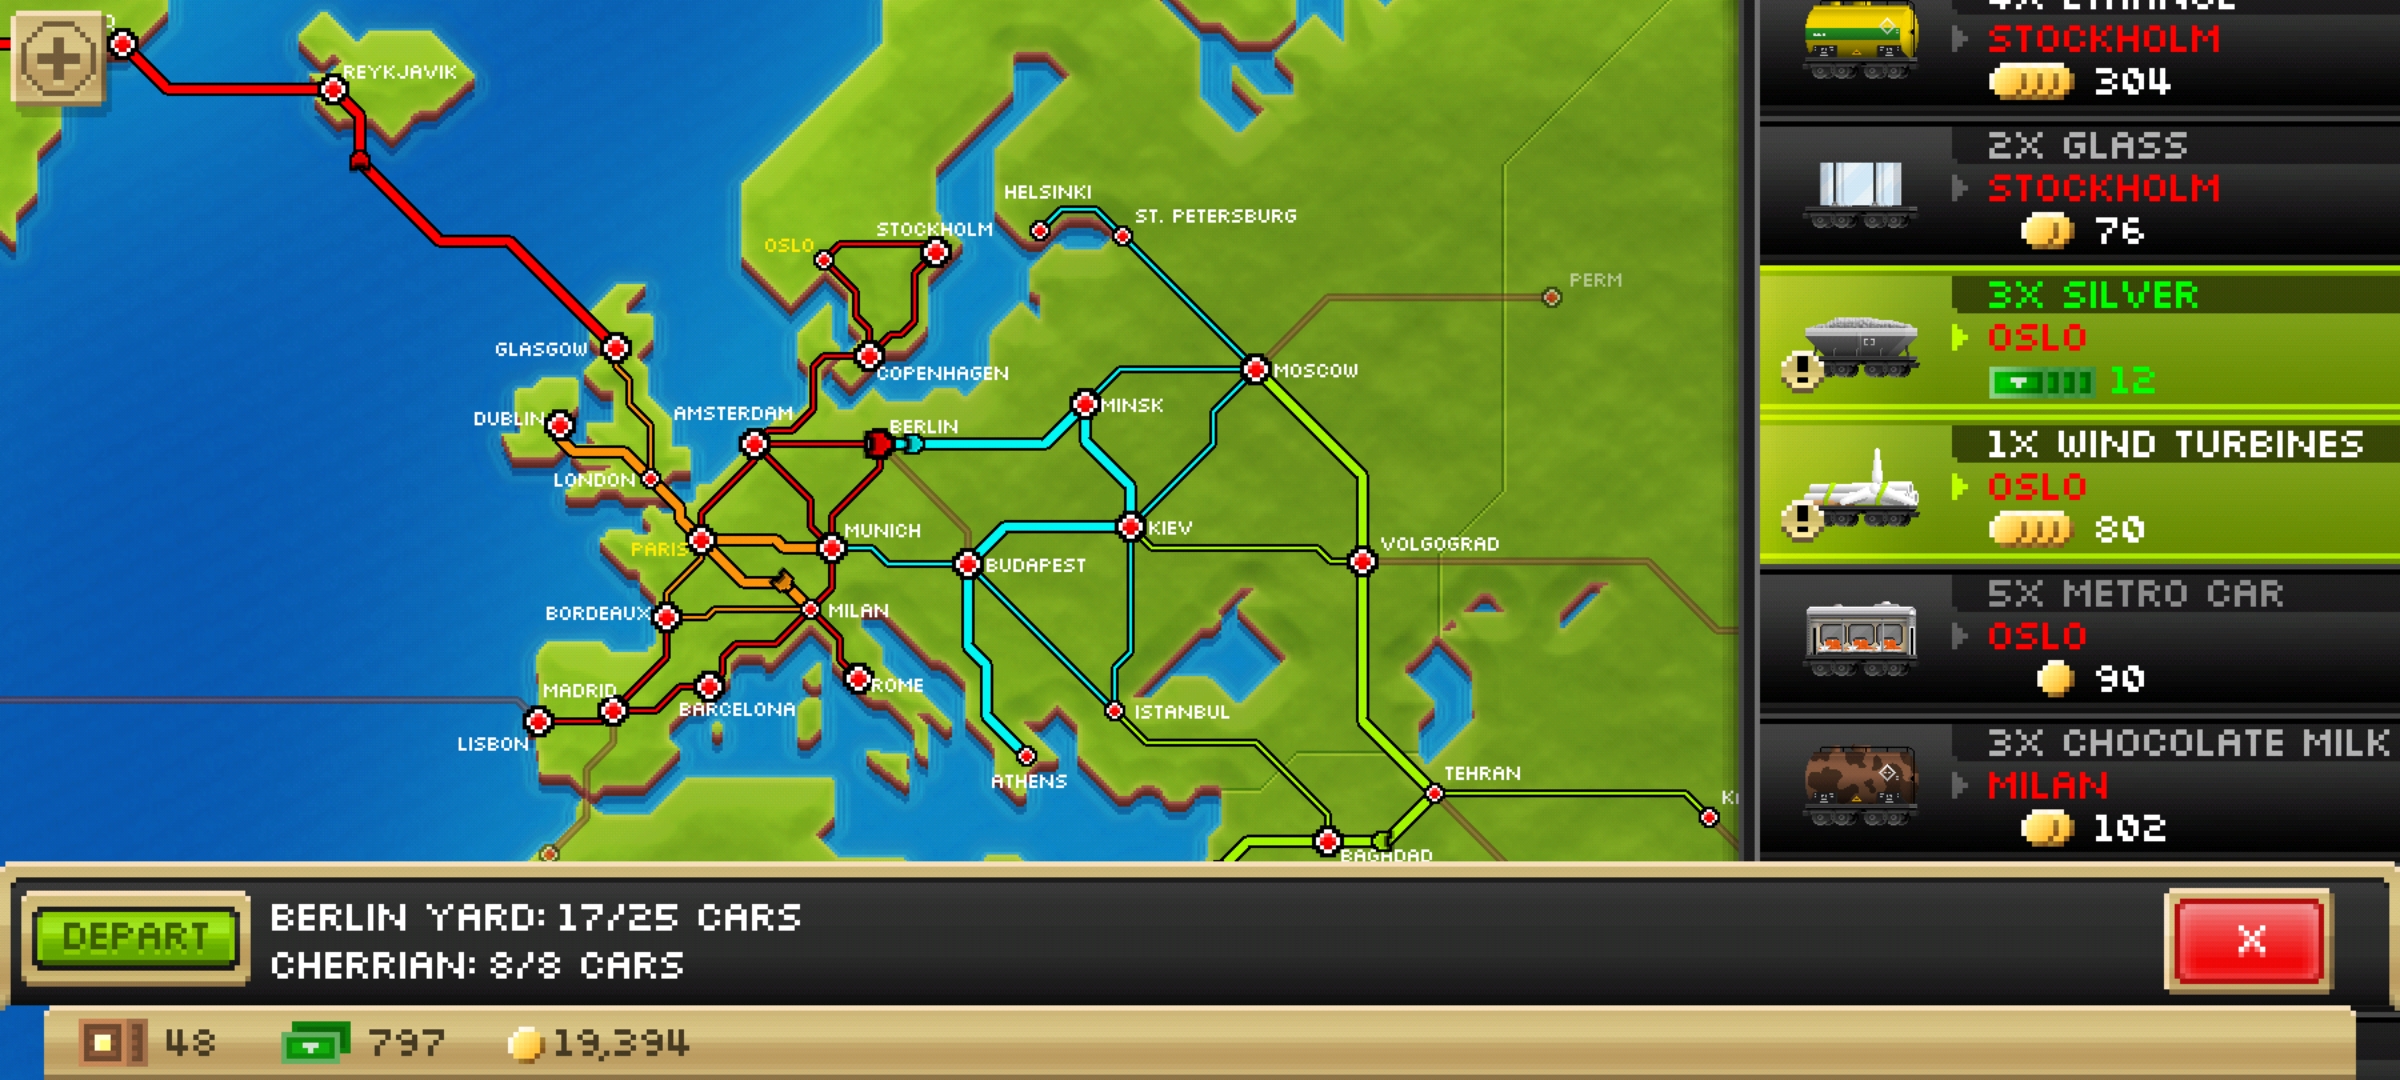 REYKJAVIK
HELSINKI
ST. PETERSBURG
STOCKHOLM
OSLO
PERM
GLASGOW
COPENHAGEN
MOSCOW
AMSTERDAM
MINSK
DUBLIN
BERLIN
LONDON
MUNICH
KIEV
VOLGOGRAD
PARIS
BUDAPEST
BORDEAUX
MILAN
MADRID
ROME
BARCELONA
ISTANBUL
LISBON
ATHENS
TEHRAN
BAGHDAD
4X ETHANOL
STOCKHOLM
304
2X GLASS
STOCKHOLM
76
3X SILVER
OSLO
12
1X WIND TURBINES
OSLO
80
5X METRO CAR
OSLO
90
3X CHOCOLATE MILK
MILAN
102
DEPART
BERLIN YARD: 17/25 CARS
CHERRIAN: 8/8 CARS
X
48
797
19,394